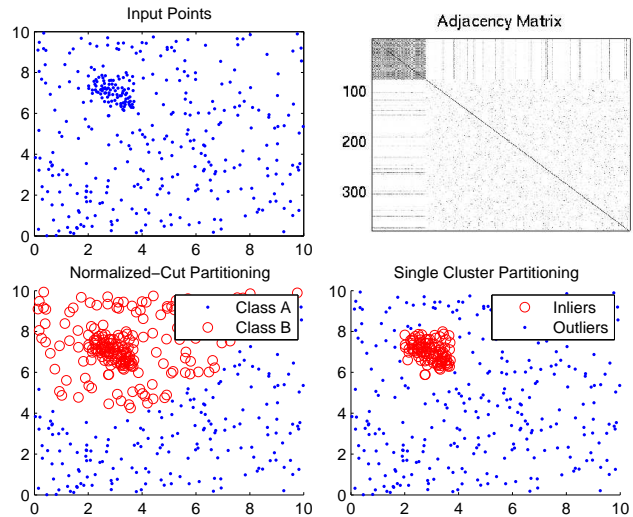 Input Points
10
8
6
4
2
0
0 2 4 6 8 10
Adjacency Matrix
100
200
300
Normalized-Cut Partitioning
Class A
Class B
10
8
6
4
2
0
0 2 4 6 8 10
Single Cluster Partitioning
Inliers
Outliers
10
8
6
4
2
0
0 2 4 6 8 10